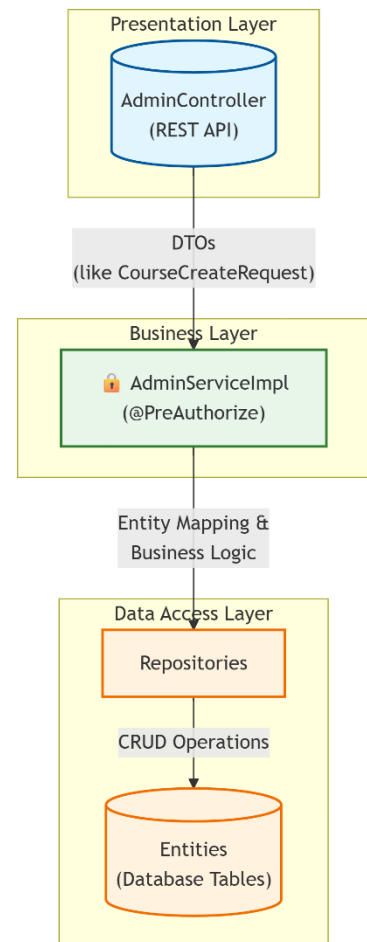 Presentation Layer
AdminController
(REST API)
DTOs
(like CourseCreateRequest)
Business Layer
🔒 AdminServiceImpl
(@PreAuthorize)
Entity Mapping &
Business Logic
Data Access Layer
Repositories
CRUD Operations
Entities
(Database Tables)